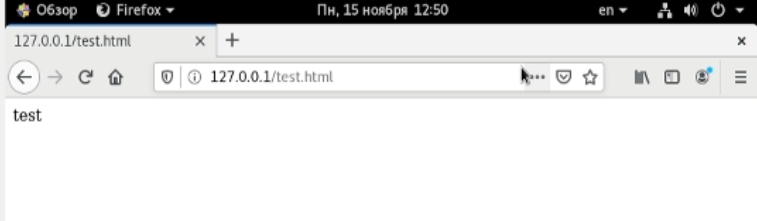 Обзор Firefox Пн, 15 ноября 12:50 en
127.0.0.1/test.html
127.0.0.1/test.html
test